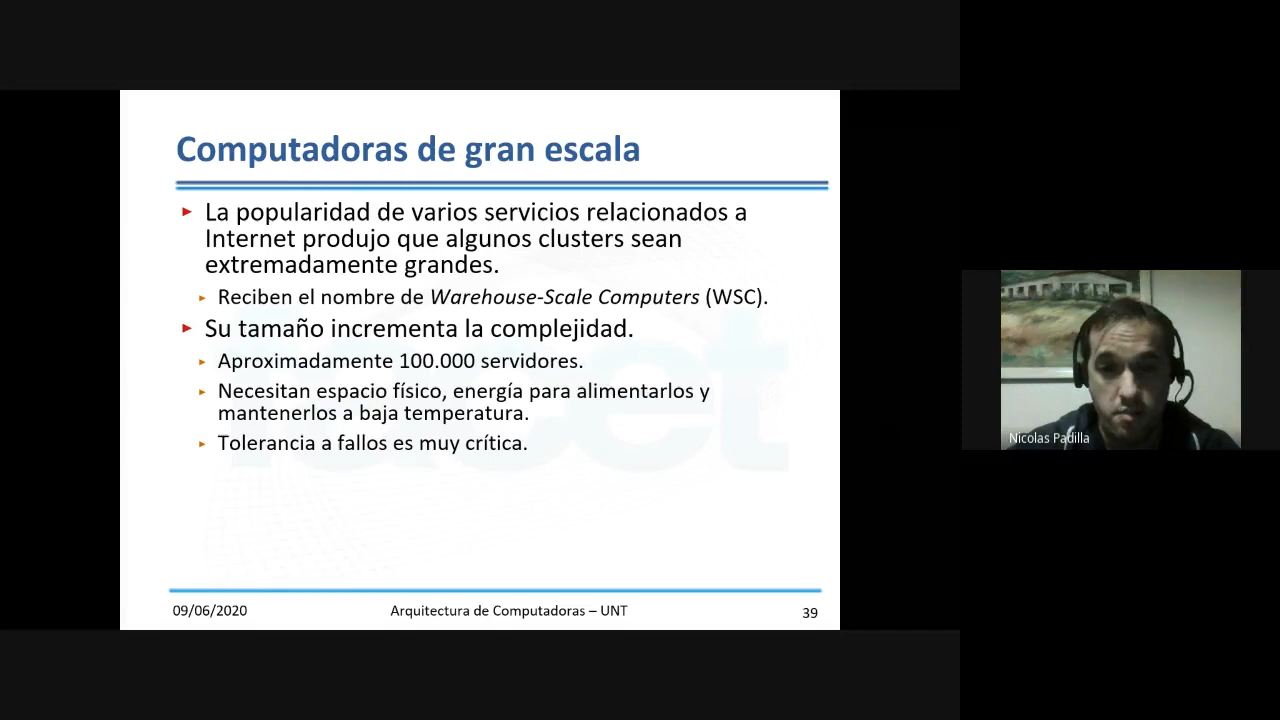 Computadoras de gran escala
La popularidad de varios servicios relacionados a
Internet produjo que algunos clusters sean
extremadamente grandes.
Reciben el nombre de Warehouse-Scale Computers (WSC).
Su tamaño incrementa la complejidad.
Aproximadamente 100.000 servidores.
Necesitan espacio físico, energía para alimentarlos y
mantenerlos a baja temperatura.
Tolerancia a fallos es muy crítica.
09/06/2020
Arquitectura de Computadoras – UNT
39
Nicolas Padilla